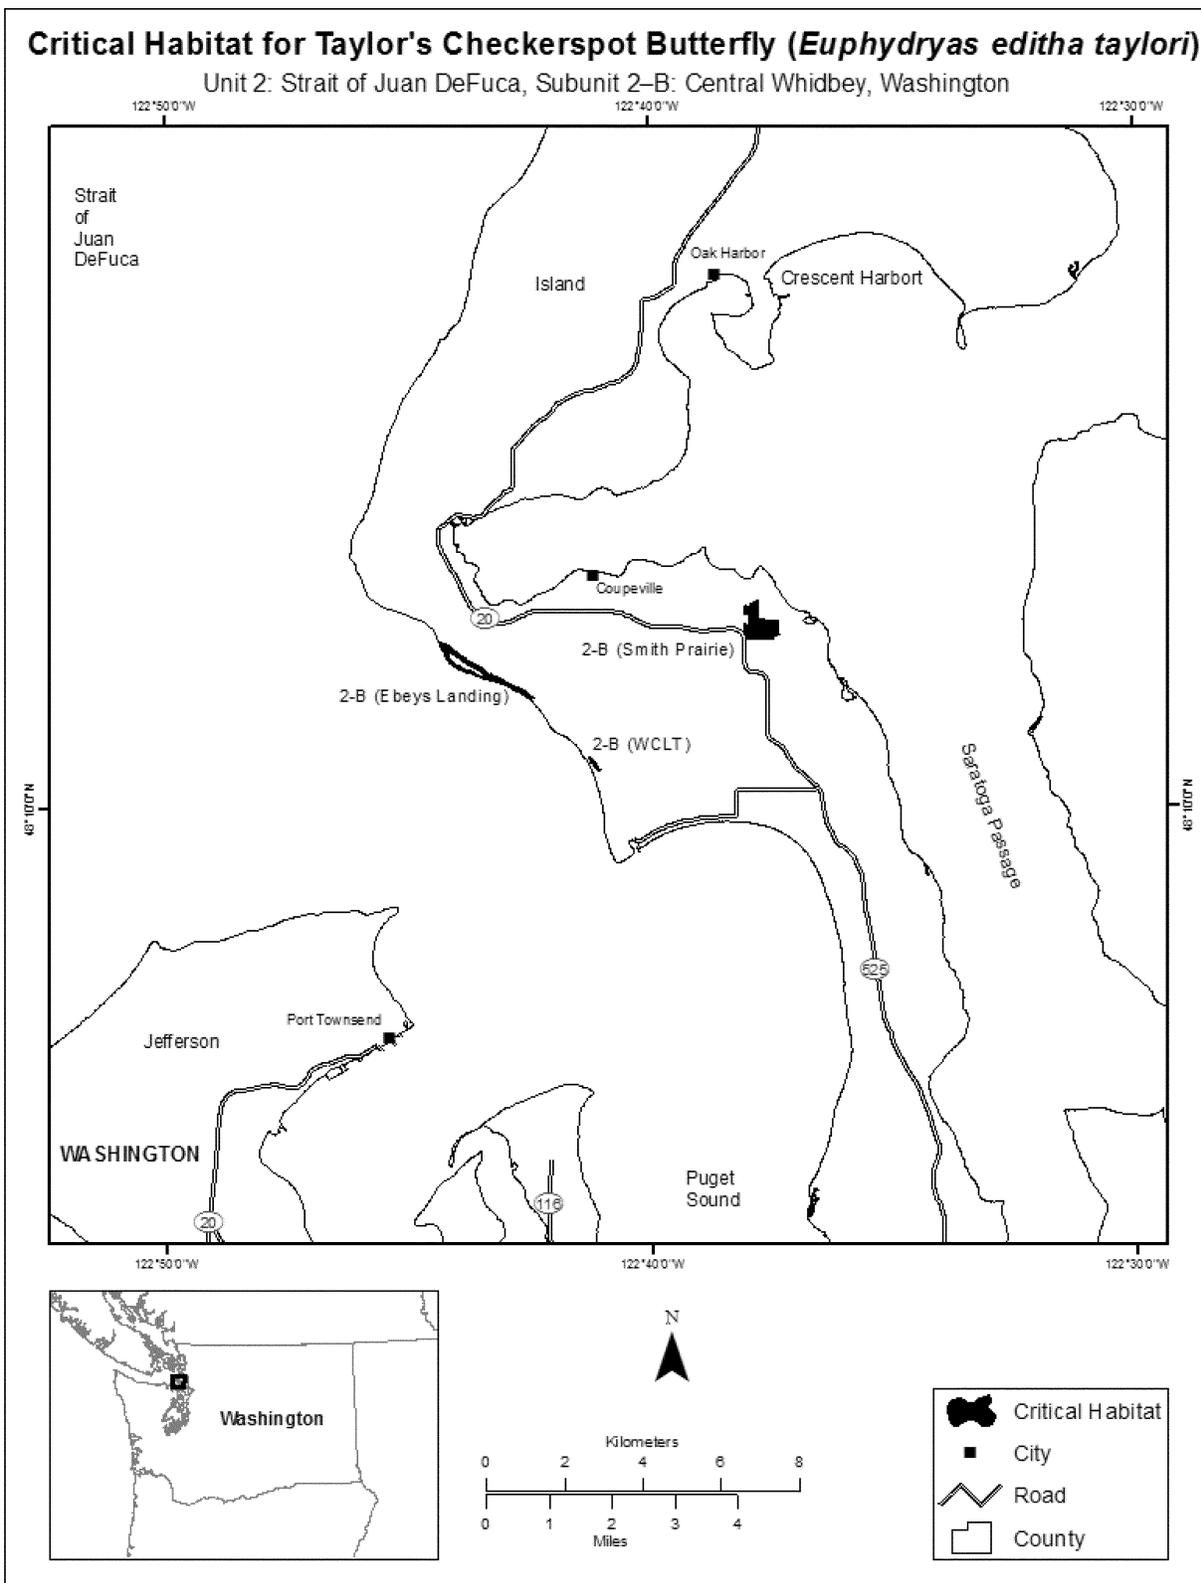 Critical Habitat for Taylor's Checkerspot Butterfly (Euphydryas editha taylori)
Unit 2: Strait of Juan DeFuca, Subunit 2–B: Central Whidbey, Washington
122°50'0"W
122°40'0"W
122°30'0"W
Strait
of
Juan
DeFuca
Oak Harbor
Island
Crescent Harbort
Coupeville
20
2-B (Smith Prairie)
2-B (Ebeys Landing)
2-B (WCLT)
Saratoga Passage
48°10'0"N
48°10'0"N
525
Port Townsend
Jefferson
WASHINGTON
Puget
Sound
116
20
122°50'0"W
122°40'0"W
122°30'0"W
Washington
N
Kilometers
0 2 4 6 8
0 1 2 3 4
Miles
Critical Habitat
City
Road
County